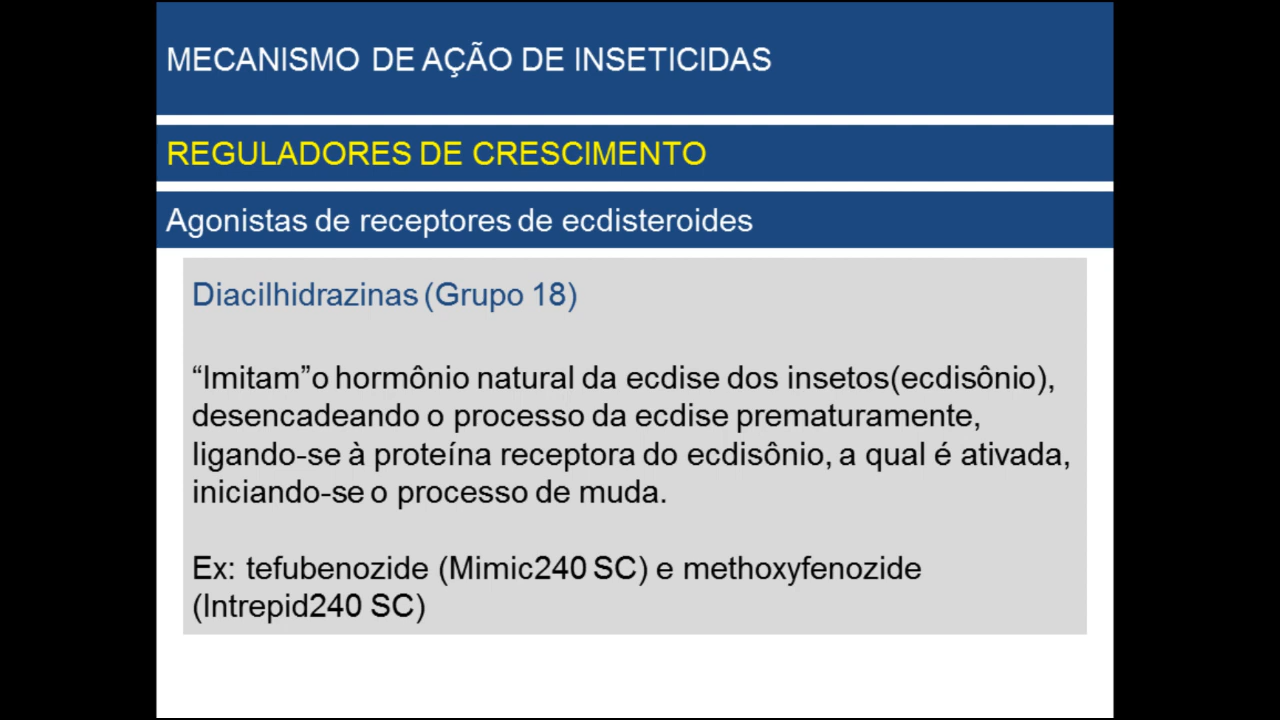 MECANISMO DE AÇÃO DE INSETICIDAS
REGULADORES DE CRESCIMENTO
Agonistas de receptores de ecdisteroides
Diacilhidrazinas (Grupo 18)
“Imitam”o hormônio natural da ecdise dos insetos(ecdisônio),
desencadeando o processo da ecdise prematuramente,
ligando-se à proteína receptora do ecdisônio, a qual é ativada,
iniciando-se o processo de muda.
Ex: tefubenozide (Mimic240 SC) e methoxyfenozide
(Intrepid240 SC)